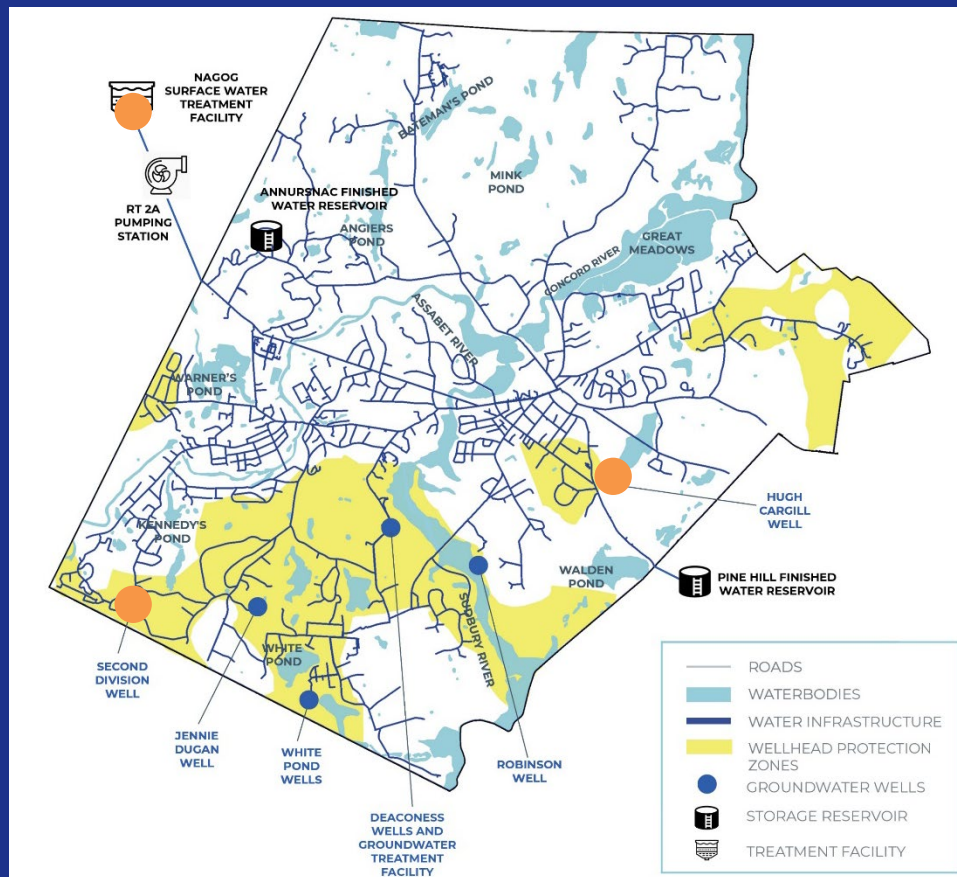 NAGOG
SURFACE WATER
TREATMENT
FACILITY
RT 2A
PUMPING
STATION
ANNURSNAC FINISHED
WATER RESERVOIR
BATEMAN'S POND
MINK
POND
ANGIERS
POND
GREAT
MEADOWS
CONCORD RIVER
ASSABET RIVER
WARNER'S
POND
KENNEDY'S
POND
HUGH
CARGILL
WELL
WALDEN
POND
PINE HILL FINISHED
WATER RESERVOIR
SUDBURY RIVER
WHITE
POND
SECOND
DIVISION
WELL
JENNIE
DUGAN
WELL
WHITE
POND
WELLS
ROBINSON
WELL
DEACONESS
WELLS AND
GROUNDWATER
TREATMENT
FACILITY
ROADS
WATERBODIES
WATER INFRASTRUCTURE
WELLHEAD PROTECTION
ZONES
GROUNDWATER WELLS
STORAGE RESERVOIR
TREATMENT FACILITY